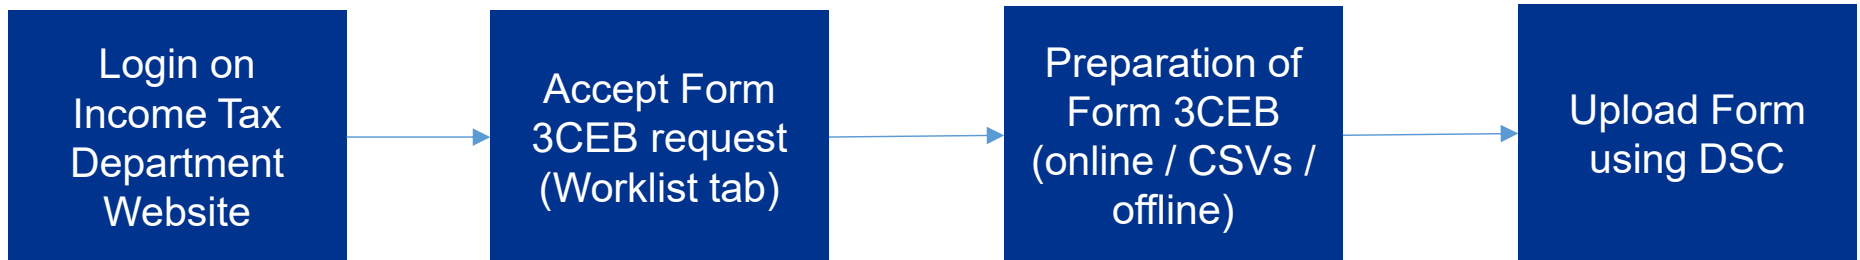 Login on
Income Tax
Department
Website
Accept Form
3CEB request
(Worklist tab)
Preparation of
Form 3CEB
(online / CSVs /
offline)
Upload Form
using DSC